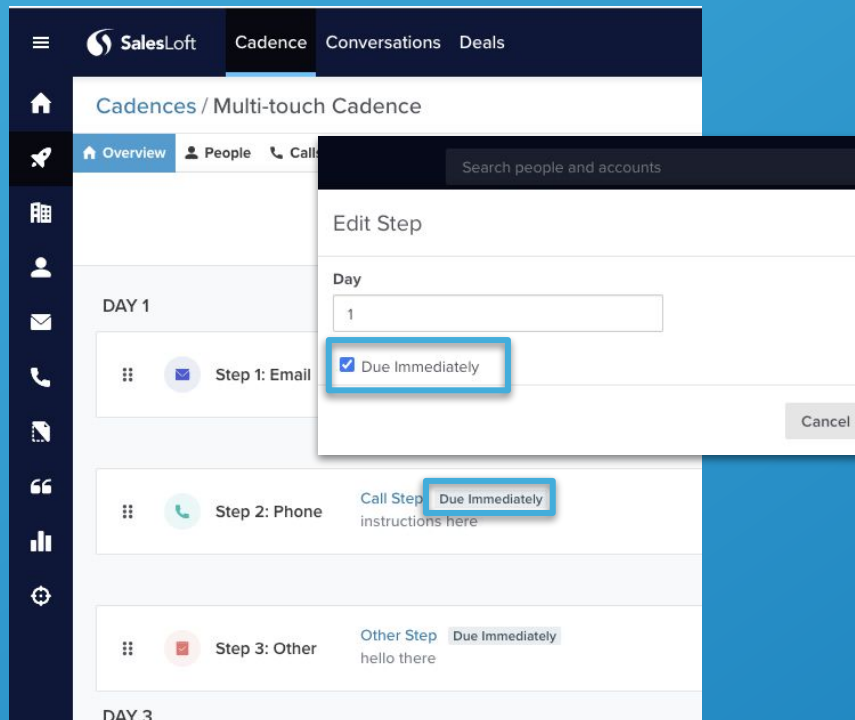 SalesLoft Cadence Conversations Deals
Cadences / Multi-touch Cadence
Overview People
Search people and accounts
Edit Step
Day
1
Due Immediately
Cancel
DAY 1
Step 1: Email
Step 2: Phone
Call Step Due Immediately
instructions here
Step 3: Other
Other Step Due Immediately
hello there
DAY 3